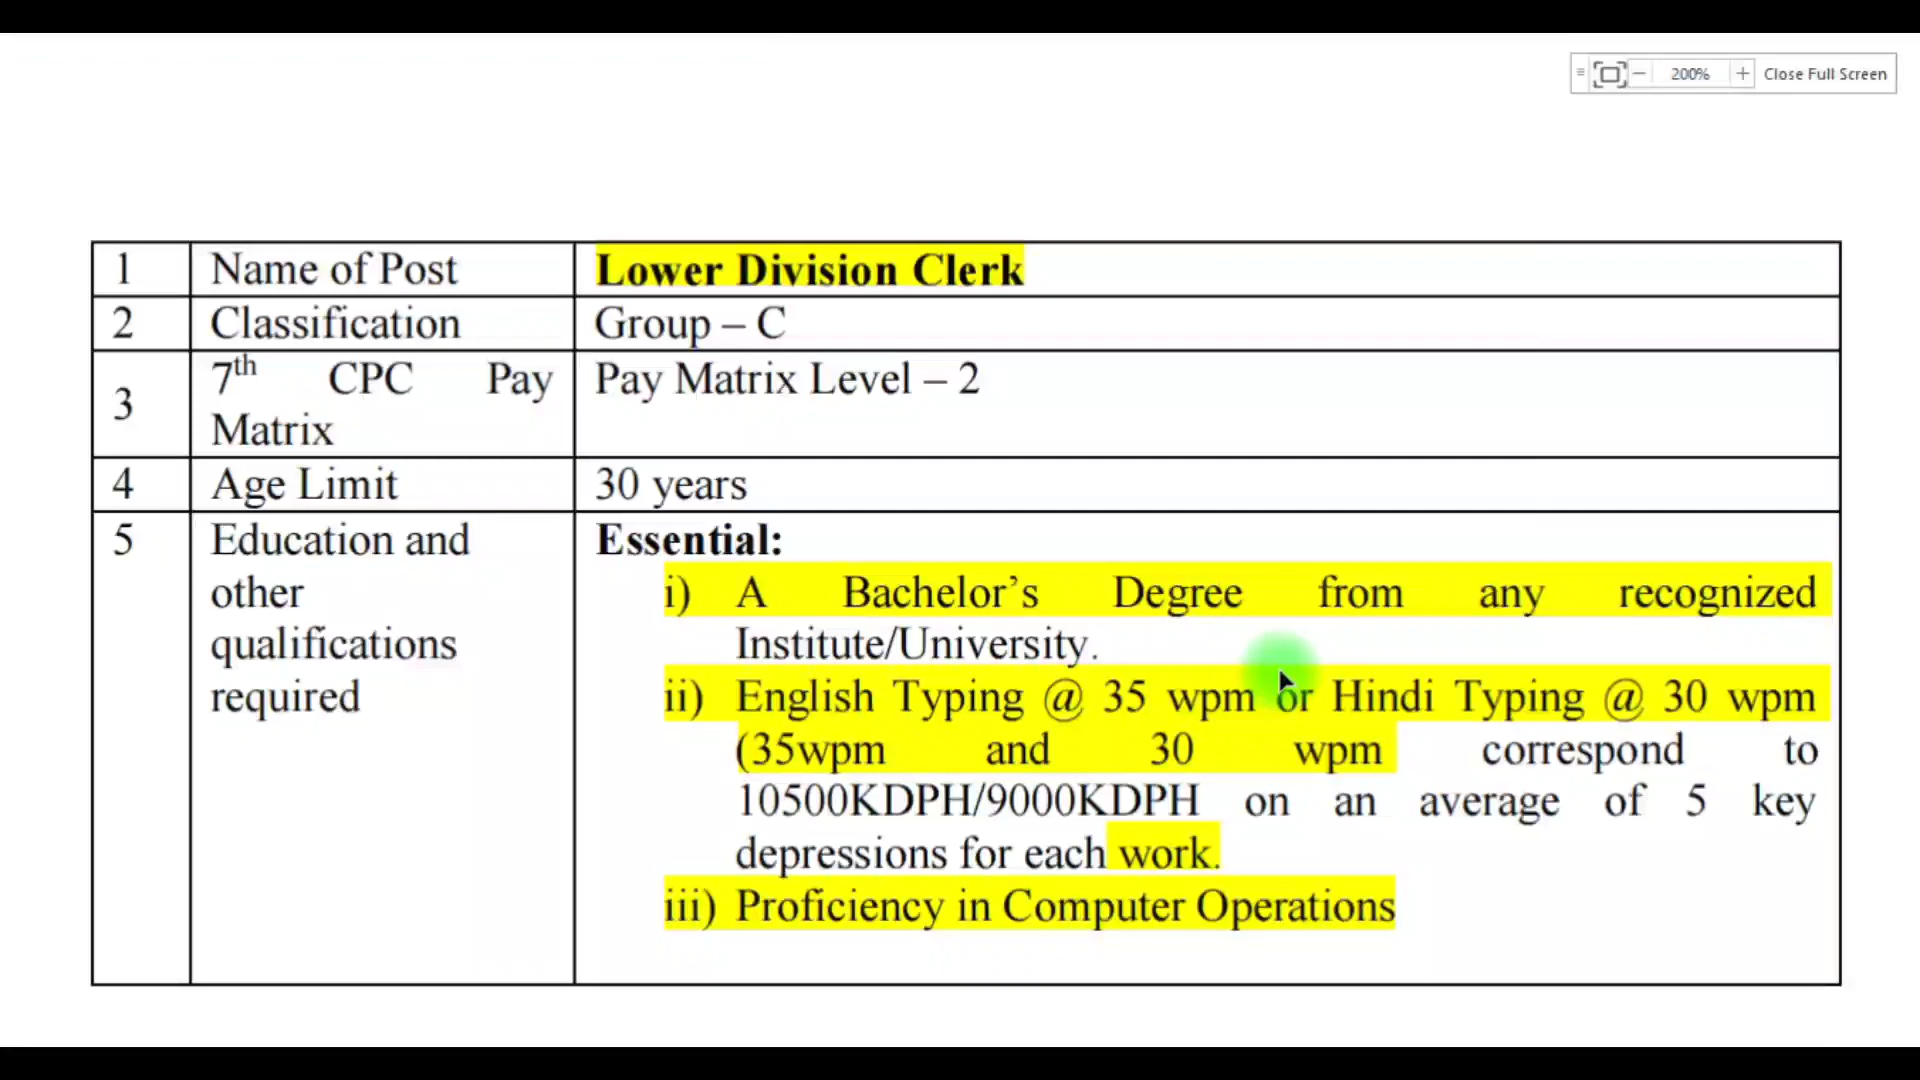 200% Close Full Screen
1 Name of Post Lower Division Clerk
2 Classification Group – C
3 7th CPC Pay Matrix Pay Matrix Level – 2
4 Age Limit 30 years
5 Education and other qualifications required
Essential:
i) A Bachelor’s Degree from any recognized
Institute/University.
ii) English Typing @ 35 wpm or Hindi Typing @ 30 wpm
(35wpm and 30 wpm correspond to
10500KDPH/9000KDPH on an average of 5 key
depressions for each work.
iii) Proficiency in Computer Operations